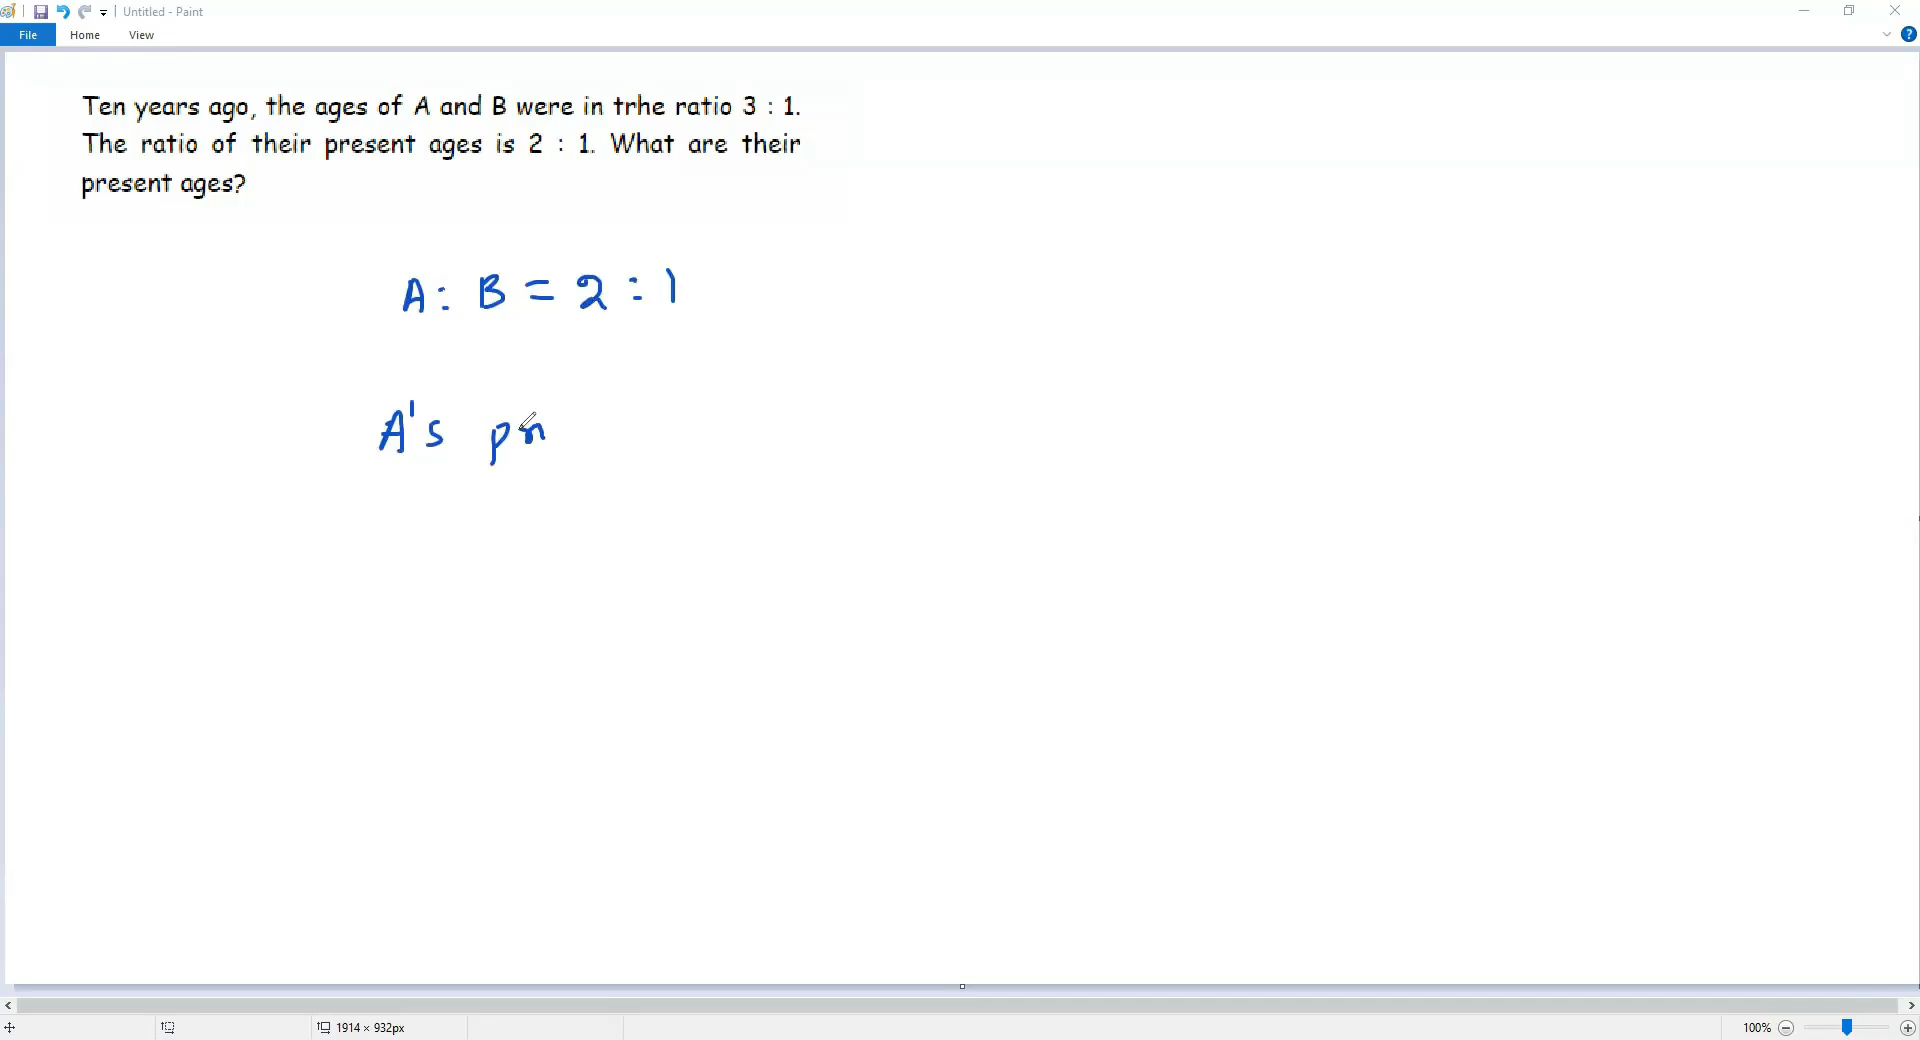 Untitled - Paint
File Home View
Ten years ago, the ages of A and B were in trhe ratio 3 : 1.
The ratio of their present ages is 2 : 1. What are their
present ages?
A : B = 2 : 1
A's
1914 × 932px
100%